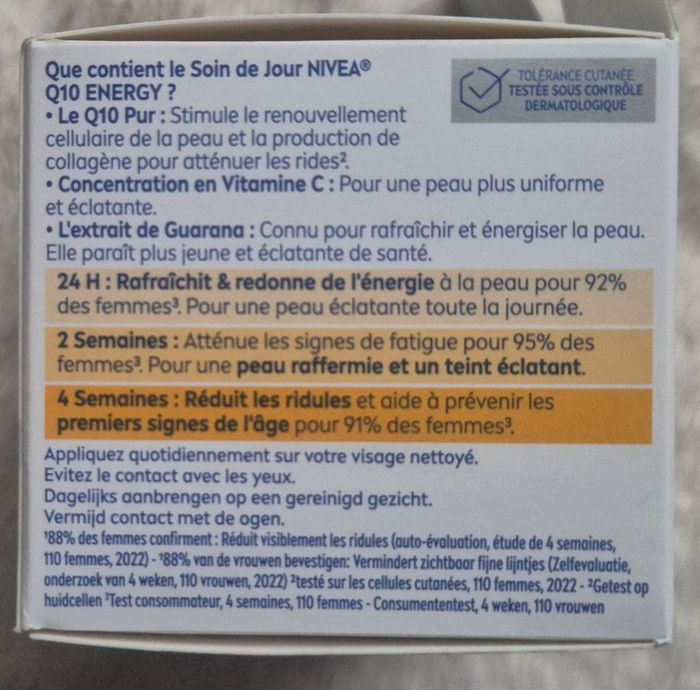 Que contient le Soin de Jour NIVEA®
Q10 ENERGY ?
• Le Q10 Pur : Stimule le renouvellement
cellulaire de la peau et la production de
collagène pour atténuer les rides².
• Concentration en Vitamine C : Pour une peau plus uniforme
et éclatante.
• L'extrait de Guarana : Connu pour rafraîchir et énergiser la peau.
Elle paraît plus jeune et éclatante de santé.
TOLÉRANCE CUTANÉE
TESTÉE SOUS CONTRÔLE
DERMATOLOGIQUE
24 H : Rafraîchit & redonne de l'énergie à la peau pour 92%
des femmes³. Pour une peau éclatante toute la journée.
2 Semaines : Atténue les signes de fatigue pour 95% des
femmes³. Pour une peau raffermie et un teint éclatant.
4 Semaines : Réduit les ridules et aide à prévenir les
premiers signes de l'âge pour 91% des femmes³.
Appliquez quotidiennement sur votre visage nettoyé.
Evitez le contact avec les yeux.
Dagelijks aanbrengen op een gereinigd gezicht.
Vermijd contact met de ogen.
¹88% des femmes confirment : Réduit visiblement les ridules (auto-évaluation, étude de 4 semaines,
110 femmes, 2022) - ¹88% van de vrouwen bevestigen: Vermindert zichtbaar fijne lijntjes (Zelfevaluatie,
onderzoek van 4 weken, 110 vrouwen, 2022) ²testé sur les cellules cutanées, 110 femmes, 2022 - ²Getest op
huidcellen ³Test consommateur, 4 semaines, 110 femmes - Consumententest, 4 weken, 110 vrouwen